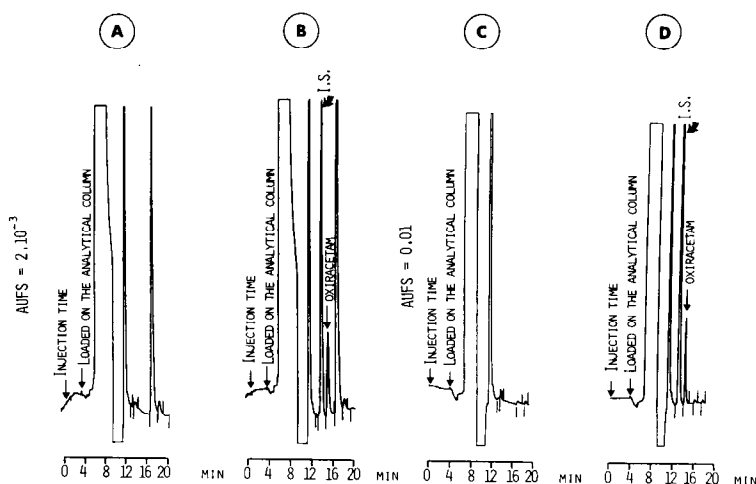 A
B
C
D
I.S.
I.S.
AUFS = 2.10⁻³
INJECTION TIME
LOADED ON THE ANALYTICAL COLUMN
INJECTION TIME
LOADED ON THE ANALYTICAL COLUMN
OXIRACETAM
AUFS = 0.01
INJECTION TIME
LOADED ON THE ANALYTICAL COLUMN
INJECTION TIME
LOADED ON THE ANALYTICAL COLUMN
OXIRACETAM
0 4 8 12 16 20 MIN
0 4 8 12 16 20 MIN
0 4 8 12 16 20 MIN
0 4 8 12 16 20 MIN